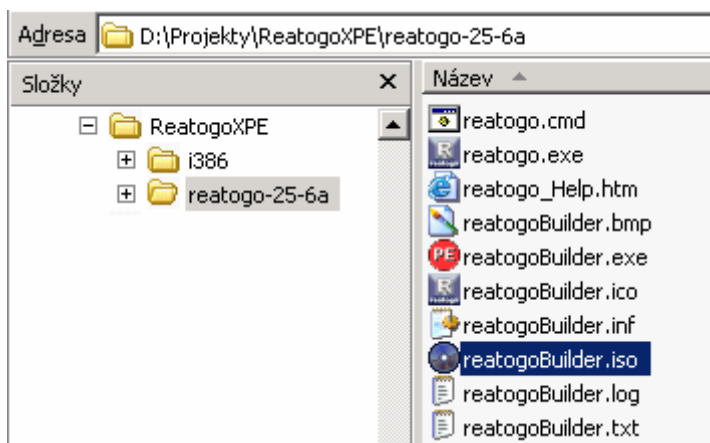 Adresa D:\Projekty\ReatogoXPE\reatogo-25-6a
Složky
ReatogoXPE
i386
reatogo-25-6a
Název
reatogo.cmd
reatogo.exe
reatogo_Help.htm
reatogoBuilder.bmp
reatogoBuilder.exe
reatogoBuilder.ico
reatogoBuilder.inf
reatogoBuilder.iso
reatogoBuilder.log
reatogoBuilder.txt